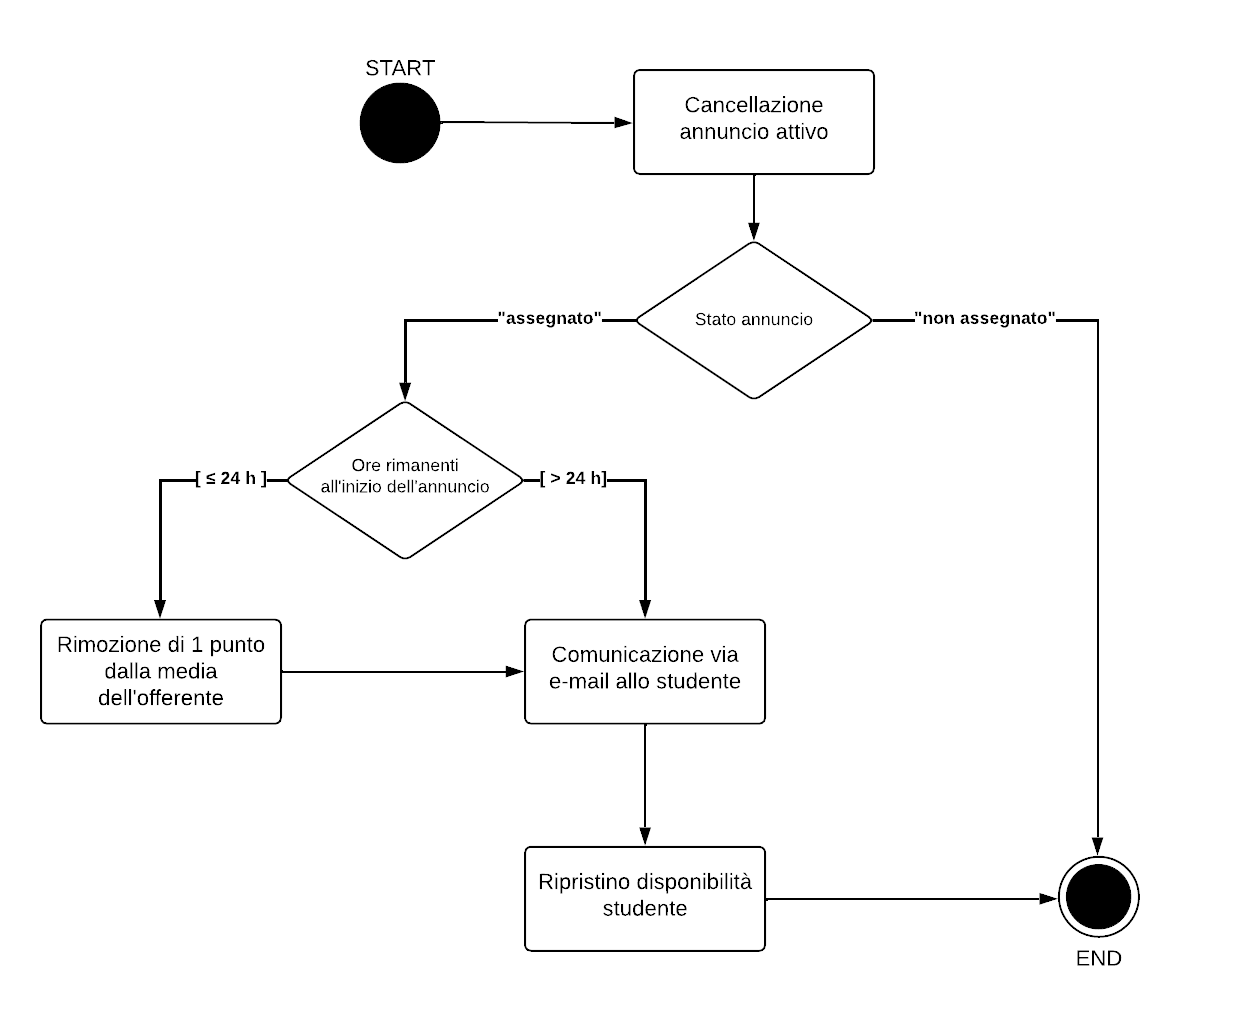 START
Cancellazione
annuncio attivo
"assegnato"
Stato annuncio
"non assegnato"
[ ≤ 24 h ]
Ore rimanenti
all'inizio dell'annuncio
[ > 24 h]
Rimozione di 1 punto
dalla media
dell'offerente
Comunicazione via
e-mail allo studente
Ripristino disponibilità
studente
END